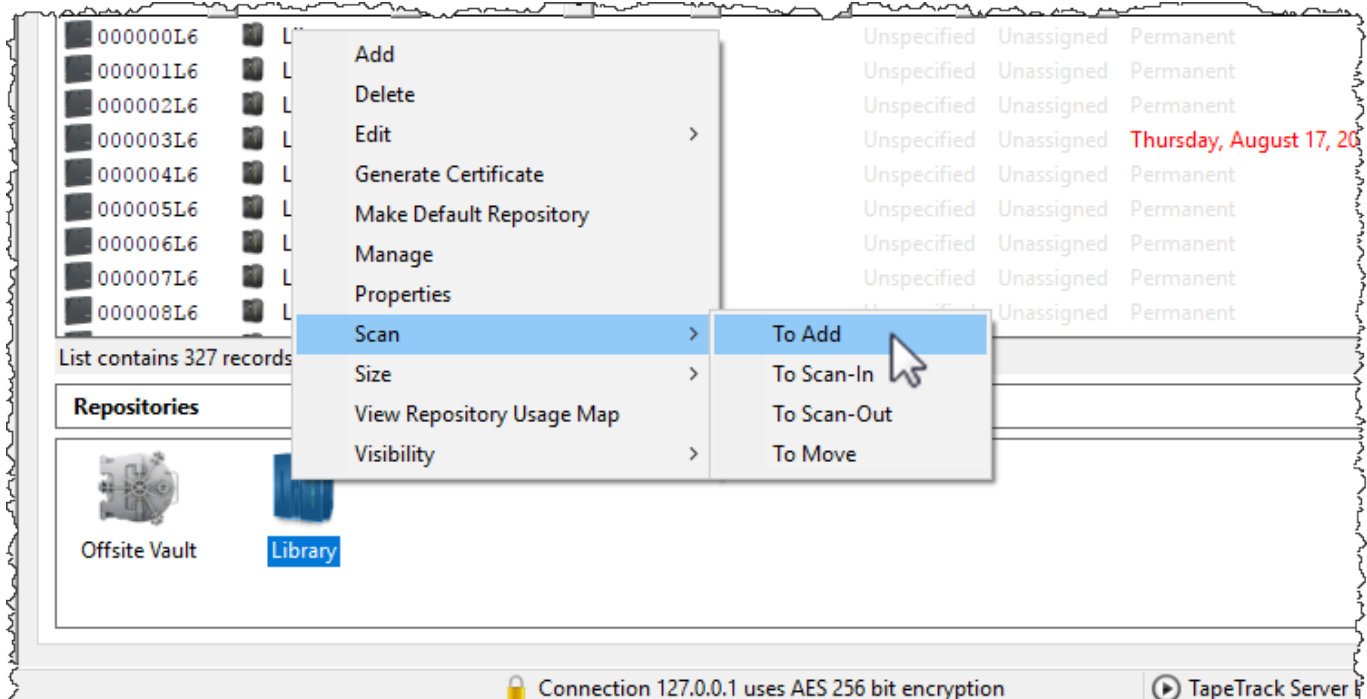 000000L6 Unspecified Unassigned Permanent
000001L6 L Unspecified Unassigned Permanent
000002L6 L Unspecified Unassigned Permanent
000003L6 L Unspecified Unassigned Thursday, August 17, 20
000004L6 L Unspecified Unassigned Permanent
000005L6 L Unspecified Unassigned Permanent
000006L6 L Unspecified Unassigned Permanent
000007L6 L Unspecified Unassigned Permanent
000008L6 L Unassigned Permanent
Add
Delete
Edit >
Generate Certificate
Make Default Repository
Manage
Properties
Scan >
Size >
View Repository Usage Map
Visibility >
To Add
To Scan-In
To Scan-Out
To Move
List contains 327 records
Repositories
Offsite Vault
Library
Connection 127.0.0.1 uses AES 256 bit encryption
TapeTrack Server